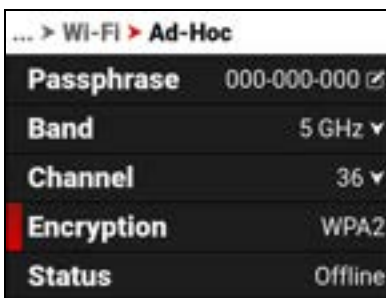 ... > Wi-Fi > Ad-Hoc
Passphrase 000-000-000
Band 5 GHz
Channel 36
Encryption WPA2
Status Offline